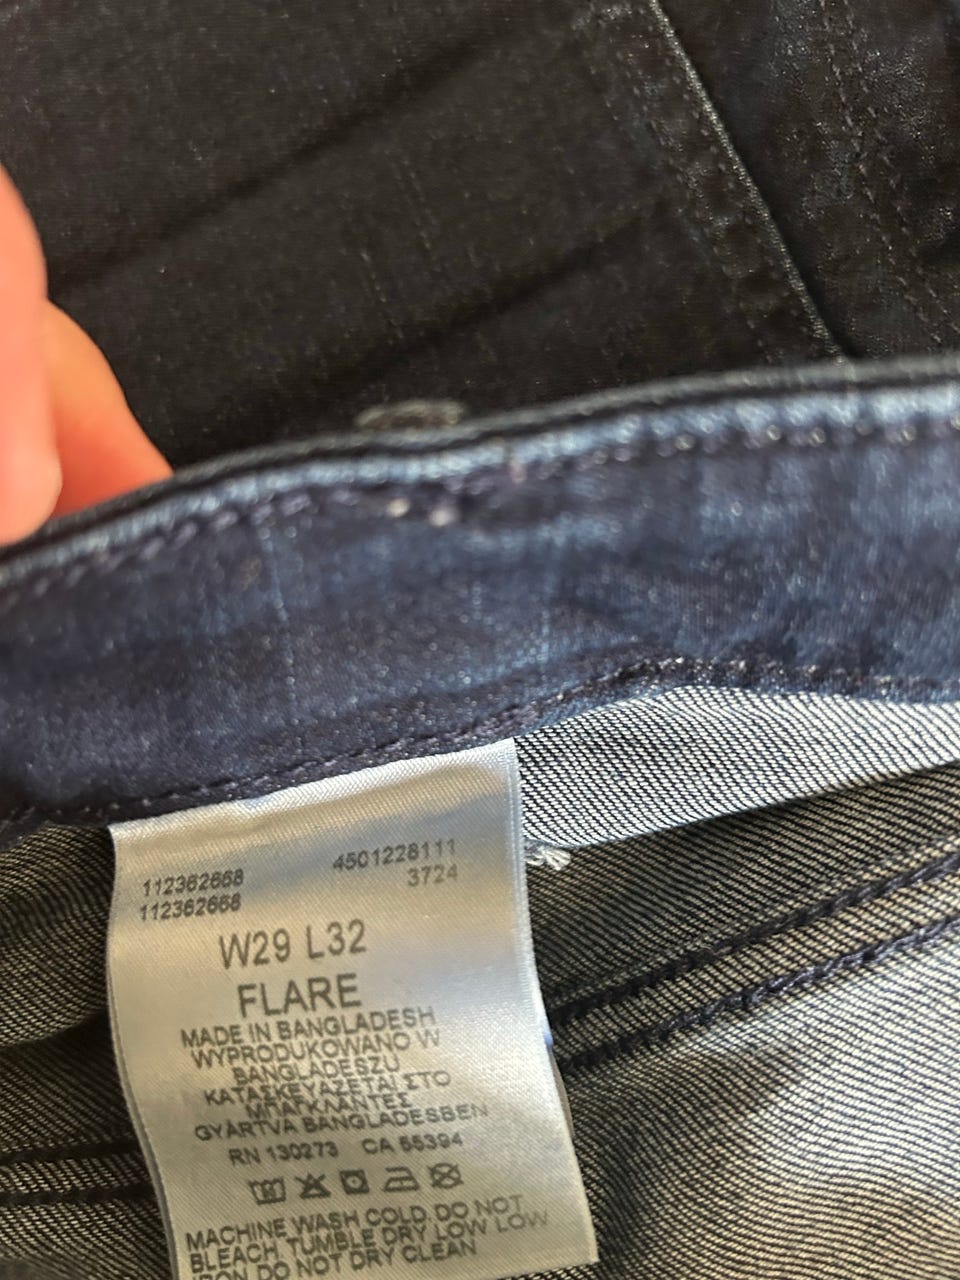 112362668 4501228111
112362668 3724
W29 L32
FLARE
MADE IN BANGLADESH
WYPRODUKOWANO W
BANGLADESZU
ΚΑΤΑΣΚΕΥΑΖΕΤΑΙ ΣΤΟ
ΜΠΑΓΚΛΑΝΤΕΣ
GYÁRTVA BANGLADESBEN
RN 130273 CA 55394
MACHINE WASH COLD, DO NOT
BLEACH, TUMBLE DRY LOW, LOW
IRON, DO NOT DRY CLEAN